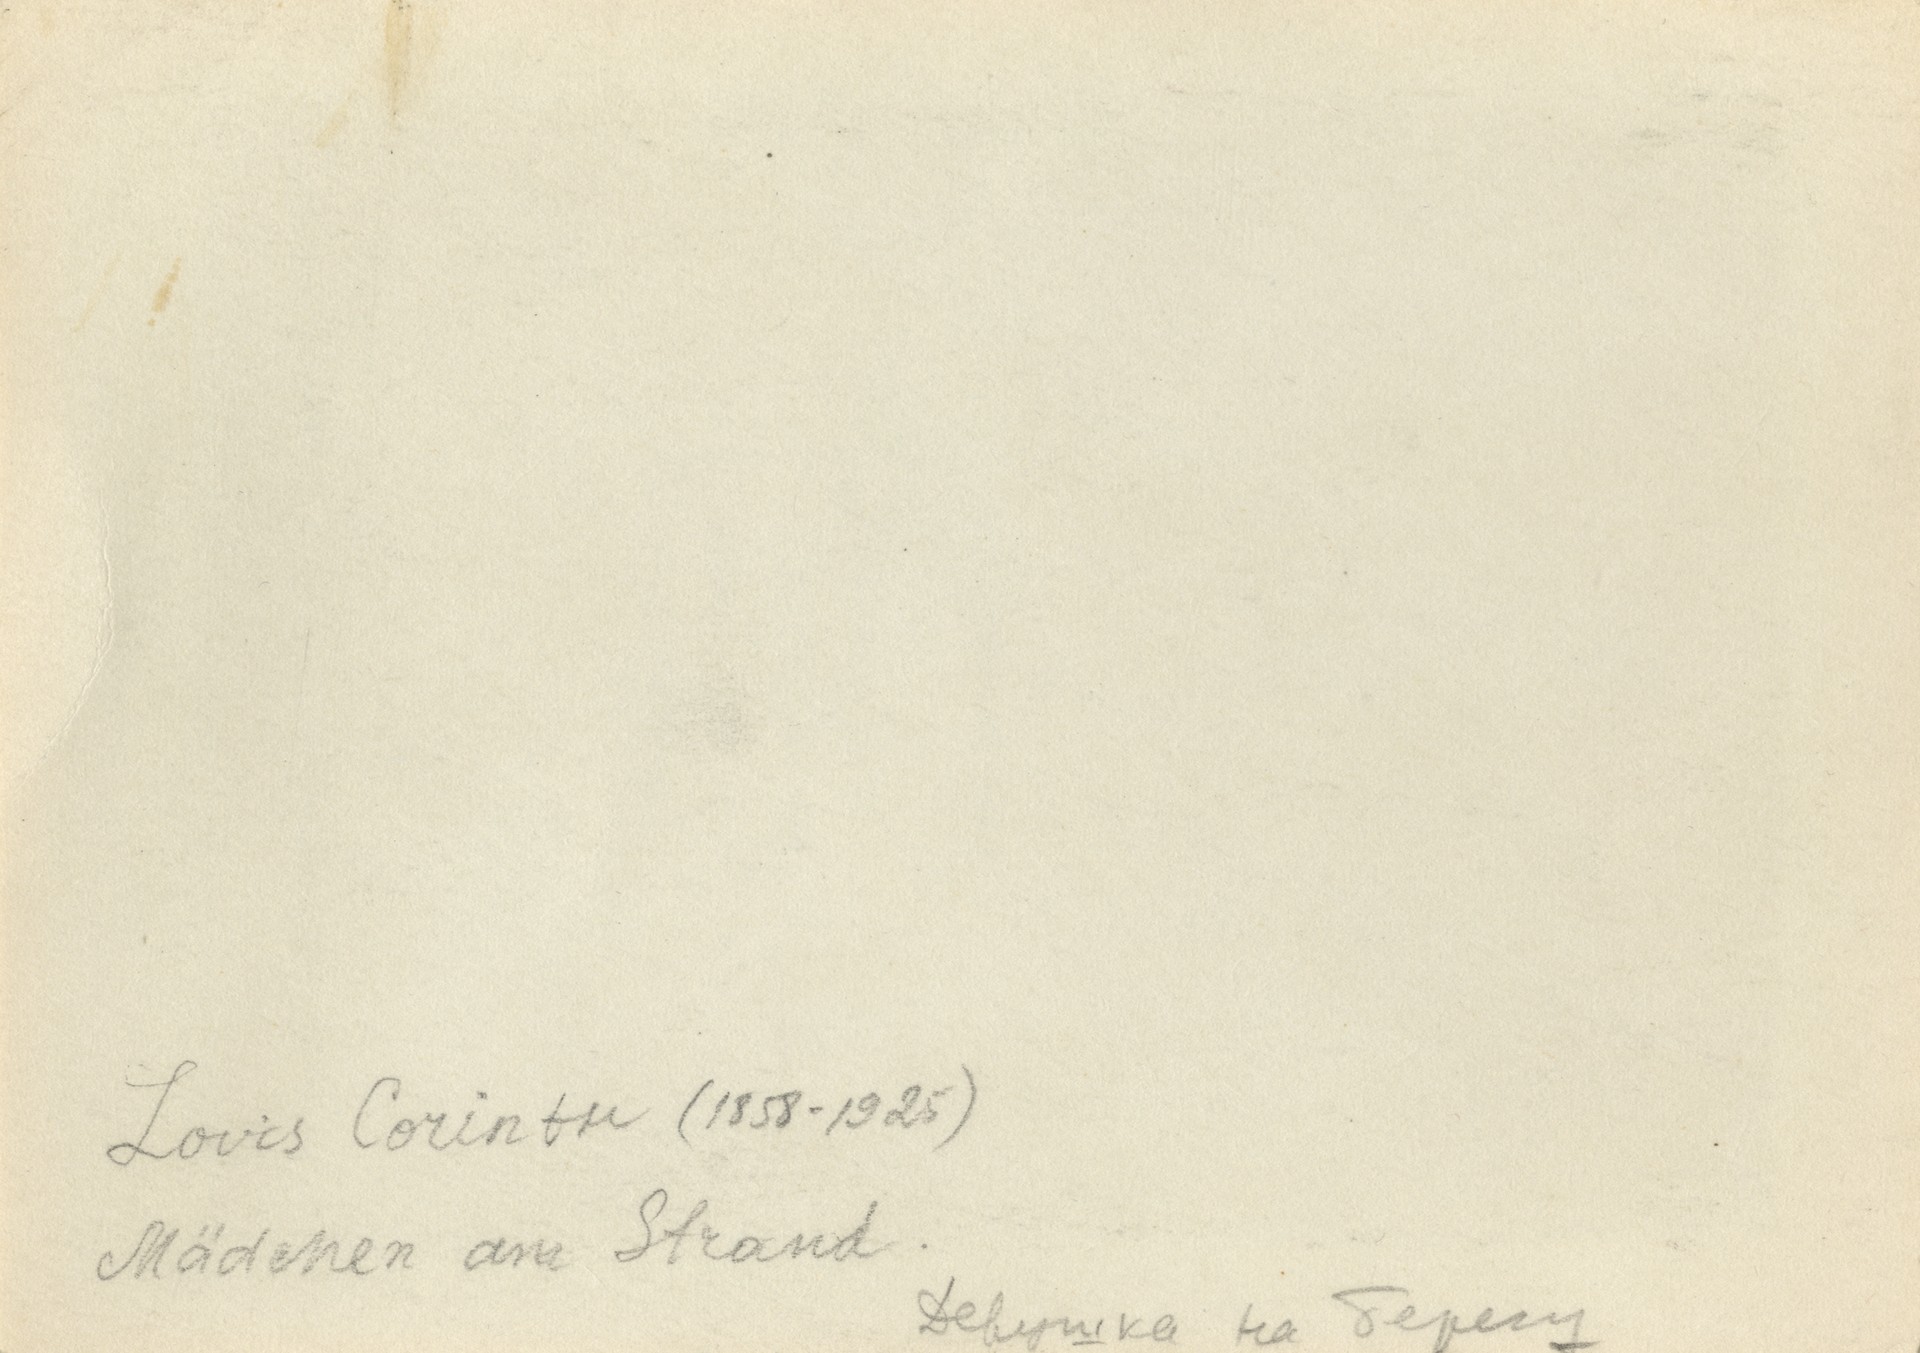 Lovis Corinth (1858-1925)
Mädchen am Strand.
Девушка на берегу